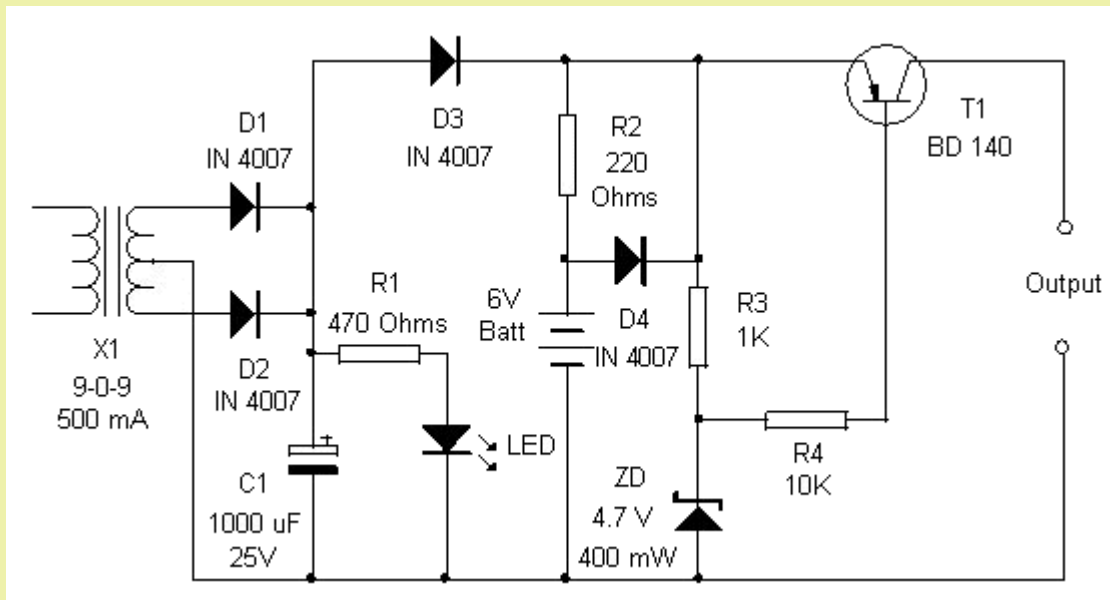 D1
IN 4007
D3
IN 4007
R2
220
Ohms
T1
BD 140
X1
9-0-9
500 mA
D2
IN 4007
R1
470 Ohms
6V
Batt
D4
IN 4007
R3
1K
Output
LED
C1
+
1000 uF
25V
ZD
4.7 V
400 mW
R4
10K